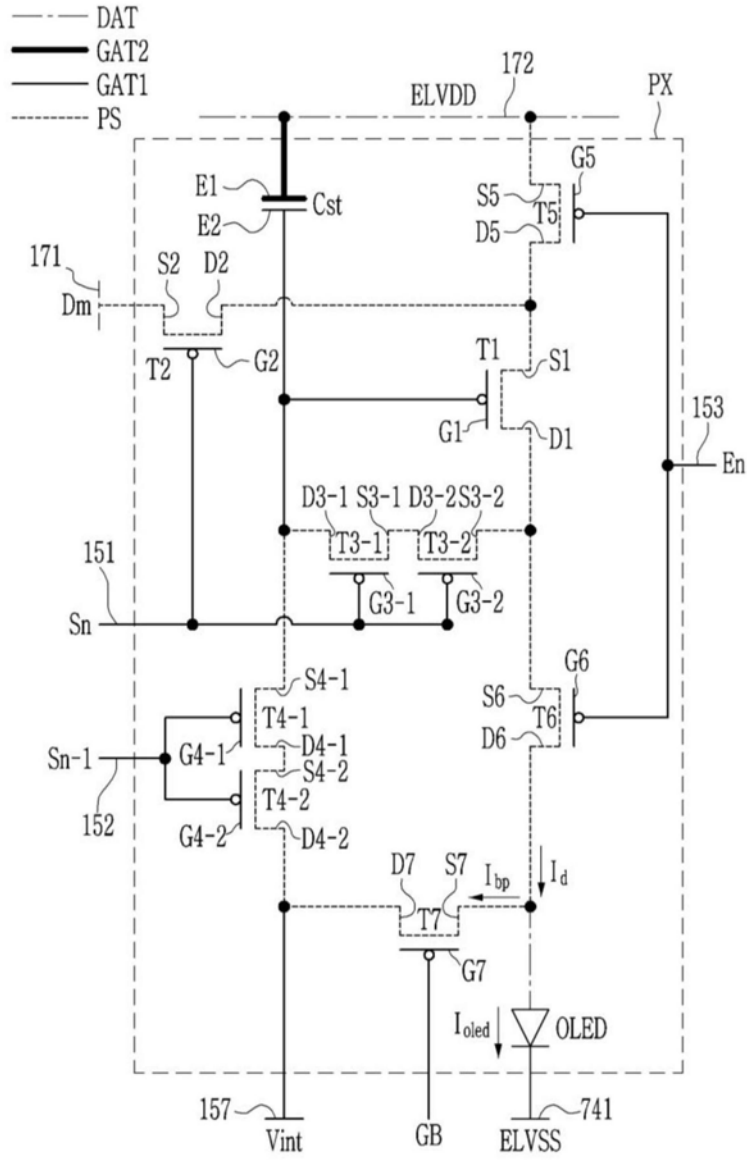 DAT
GAT2
GAT1
PS
172
ELVDD
PX
E1
Cst
E2
G5
S5
T5
D5
171
S2
D2
Dm
T2
G2
T1
S1
G1
D1
153
En
D3-1
S3-1
D3-2
S3-2
T3-1
T3-2
151
G3-1
G3-2
Sn
G6
S4-1
S6
T4-1
T6
G4-1
D4-1
D6
Sn-1
S4-2
T4-2
152
G4-2
D4-2
D7
S7
Ibp
Id
T7
G7
Ioled
OLED
157
741
Vint
GB
ELVSS